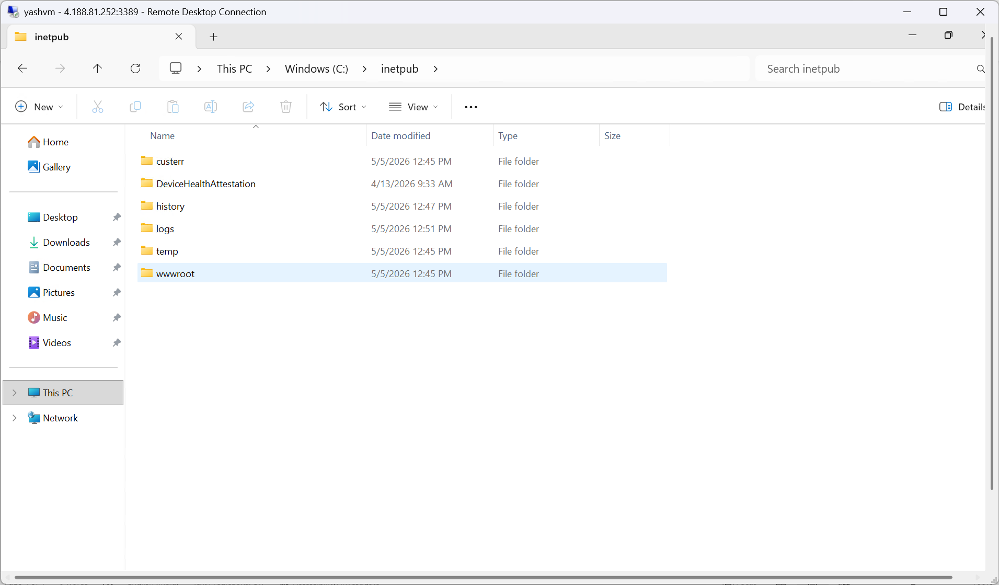 yashvm - 4.188.81.252:3389 - Remote Desktop Connection
inetpub
This PC Windows (C:) inetpub
Search inetpub
New Sort View Details
Name Date modified Type Size
Home
Gallery
Desktop
Downloads
Documents
Pictures
Music
Videos
This PC
Network
custerr 5/5/2026 12:45 PM File folder
DeviceHealthAttestation 4/13/2026 9:33 AM File folder
history 5/5/2026 12:47 PM File folder
logs 5/5/2026 12:51 PM File folder
temp 5/5/2026 12:45 PM File folder
wwwroot 5/5/2026 12:45 PM File folder